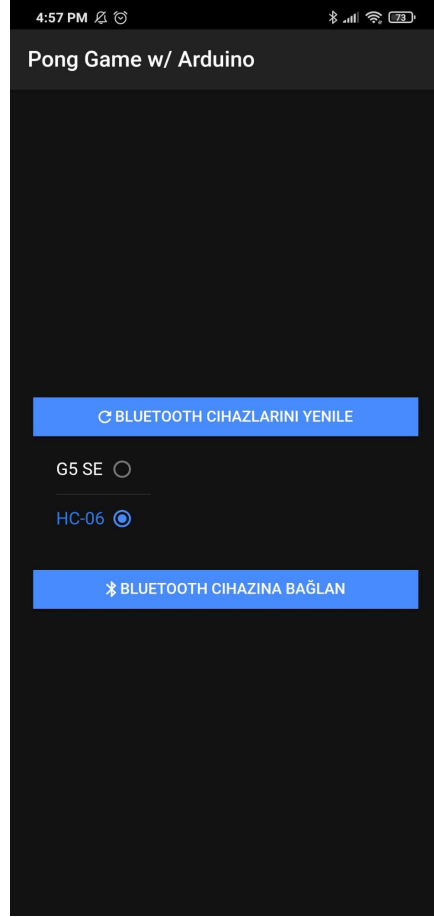 4:57 PM
73
Pong Game w/ Arduino
BLUETOOTH CIHAZLARINI YENILE
G5 SE
HC-06
BLUETOOTH CIHAZINA BAĞLAN